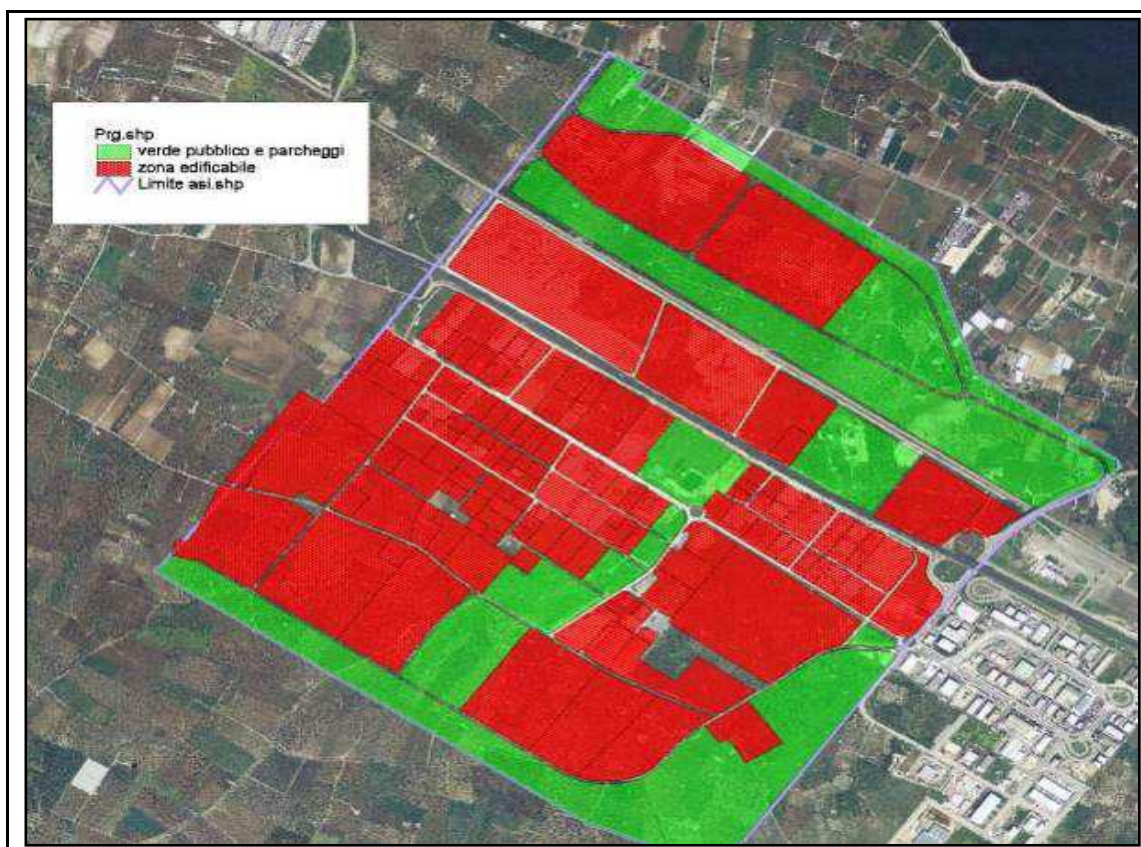 Prg.shp
verde pubblico e parcheggi
zona edificabile
Limite asi.shp